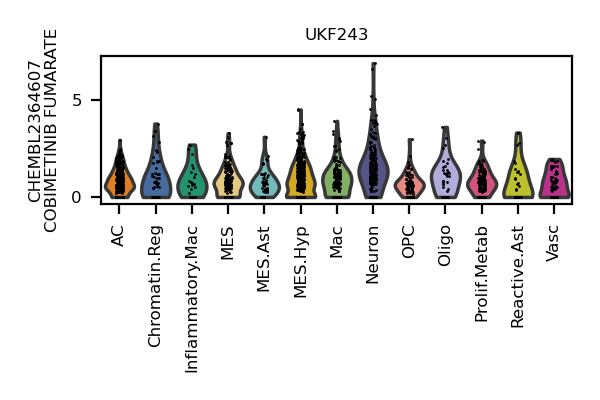 UKF243
CHEMBL2364607
COBIMETINIB FUMARATE
5
0
AC
Chromatin.Reg
Inflammatory.Mac
MES
MES.Ast
MES.Hyp
Mac
Neuron
OPC
Oligo
Prolif.Metab
Reactive.Ast
Vasc